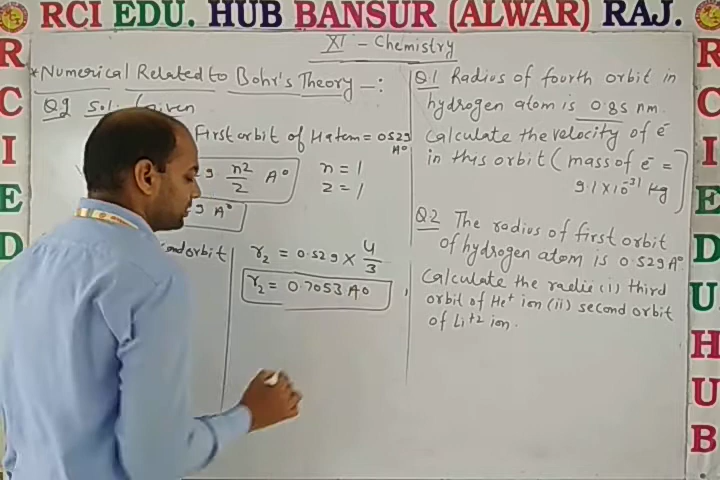 RCI EDU. HUB BANSUR (ALWAR) RAJ.
R
C
I
E
D
R
C
I
E
D
U
H
U
B
XI - Chemistry
*Numerical Related to Bohr's Theory -:
Q2 Sol. Given
First orbit of H atom = 0.529 A°
n²/z A° n = 1
z = 1
9 A°
second orbit
r₂ = 0.529 × 4/3
r₂ = 0.7053 A°
Q.1 Radius of fourth orbit in
hydrogen atom is 0.85 nm.
Calculate the velocity of e⁻
in this orbit (mass of e⁻ =
9.1 × 10⁻³¹ kg)
Q.2 The radius of first orbit
of hydrogen atom is 0.529 A°
Calculate the radii (i) third
orbit of He⁺ ion (ii) second orbit
of Li⁺² ion.